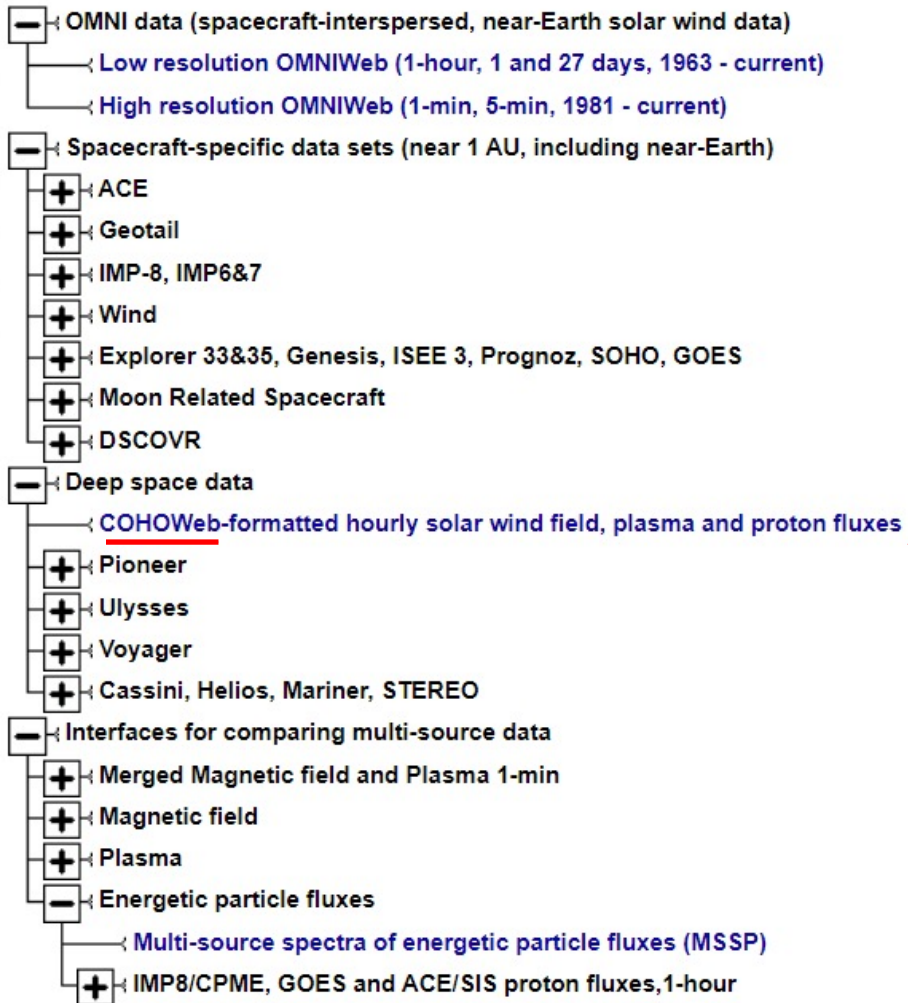 OMNI data (spacecraft-interspersed, near-Earth solar wind data)
Low resolution OMNIWeb (1-hour, 1 and 27 days, 1963 - current)
High resolution OMNIWeb (1-min, 5-min, 1981 - current)
Spacecraft-specific data sets (near 1 AU, including near-Earth)
ACE
Geotail
IMP-8, IMP6&7
Wind
Explorer 33&35, Genesis, ISEE 3, Prognoz, SOHO, GOES
Moon Related Spacecraft
DSCOVR
Deep space data
COHOWeb-formatted hourly solar wind field, plasma and proton fluxes
Pioneer
Ulysses
Voyager
Cassini, Helios, Mariner, STEREO
Interfaces for comparing multi-source data
Merged Magnetic field and Plasma 1-min
Magnetic field
Plasma
Energetic particle fluxes
Multi-source spectra of energetic particle fluxes (MSSP)
IMP8/CPME, GOES and ACE/SIS proton fluxes,1-hour